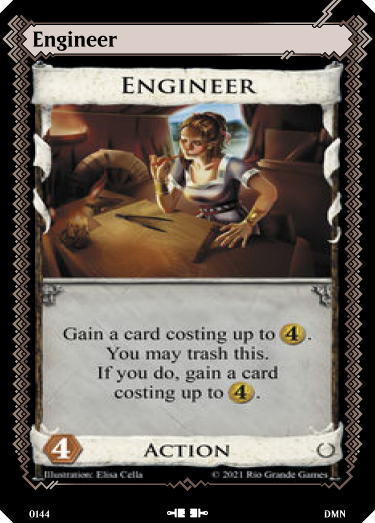 Engineer
ENGINEER
Gain a card costing up to 4.
You may trash this.
If you do, gain a card
costing up to 4.
4 ACTION
Illustration: Elisa Cella © 2021 Rio Grande Games
0144 DMN